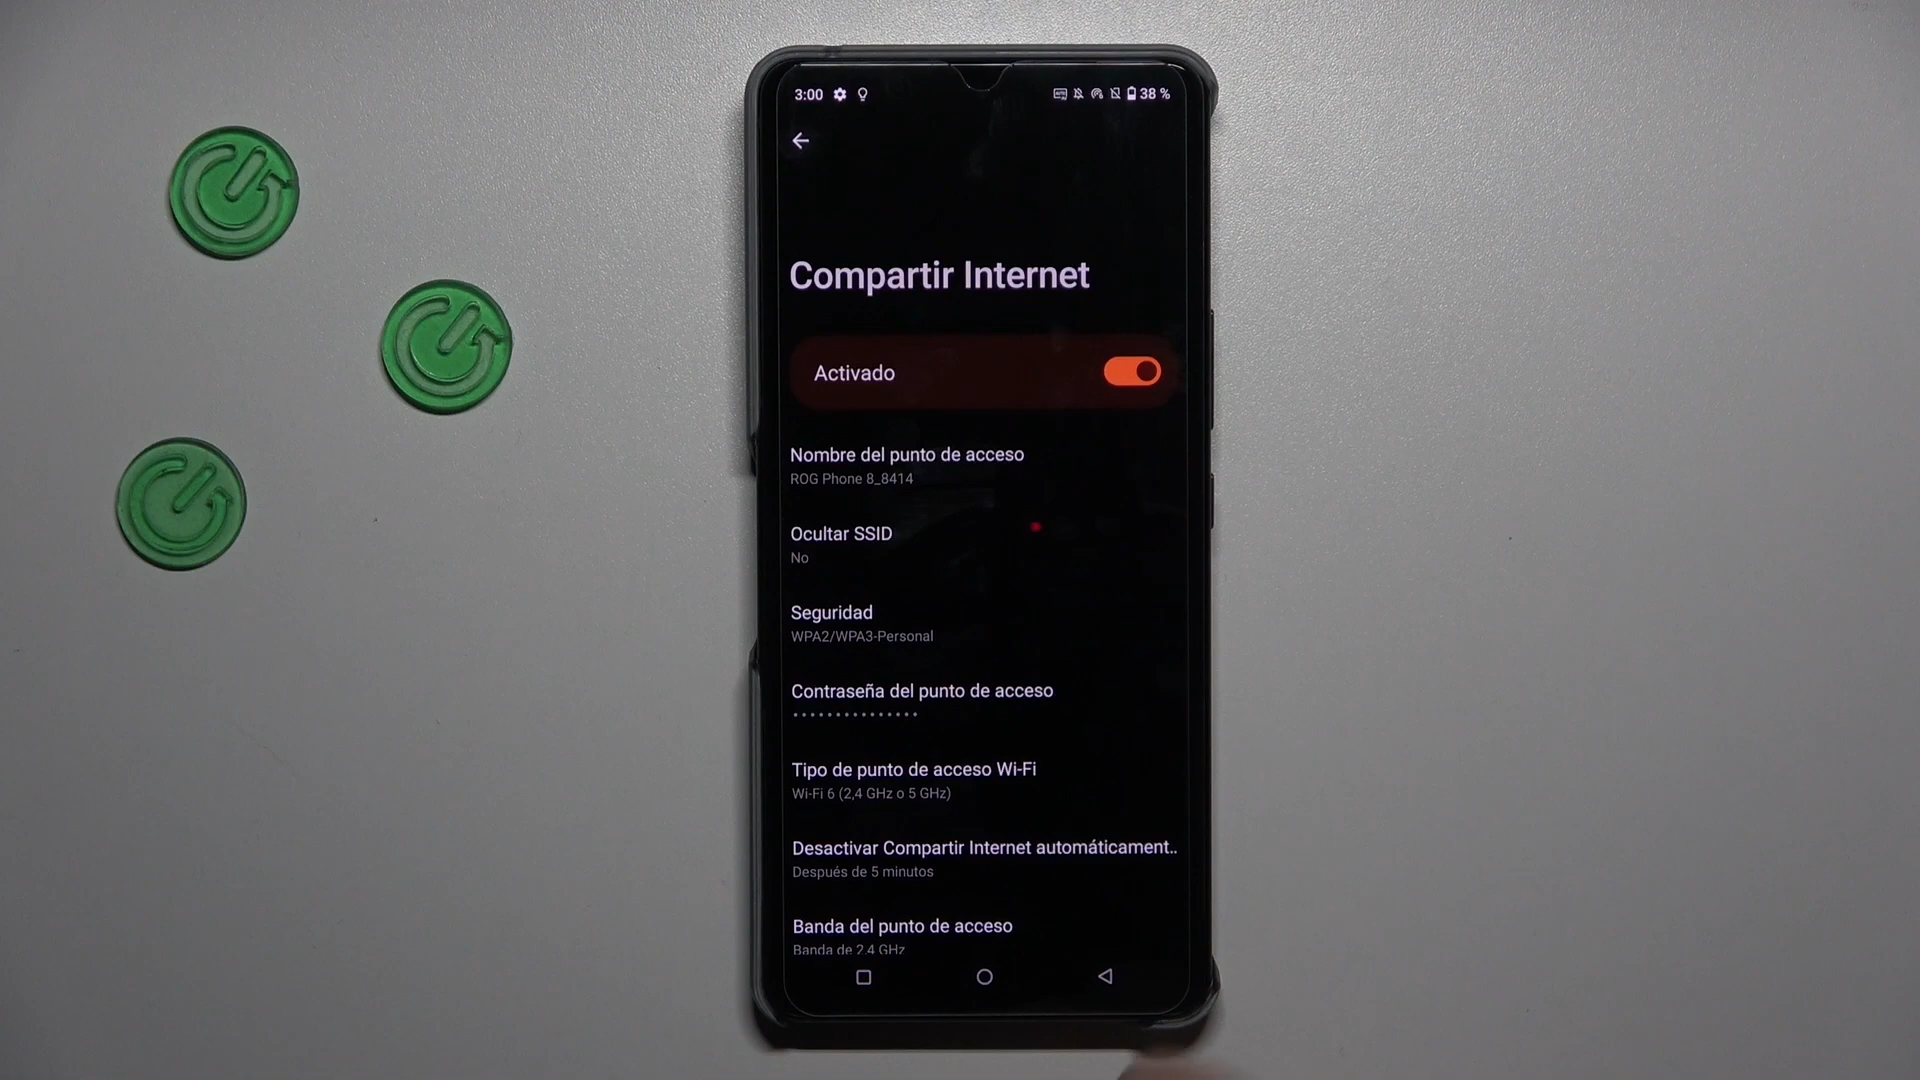 3:00 38 %
Compartir Internet
Activado
Nombre del punto de acceso
ROG Phone 8_8414
Ocultar SSID
No
Seguridad
WPA2/WPA3-Personal
Contraseña del punto de acceso
•••••••••••••••
Tipo de punto de acceso Wi-Fi
Wi-Fi 6 (2,4 GHz o 5 GHz)
Desactivar Compartir Internet automáticament..
Después de 5 minutos
Banda del punto de acceso
Banda de 2.4 GHz